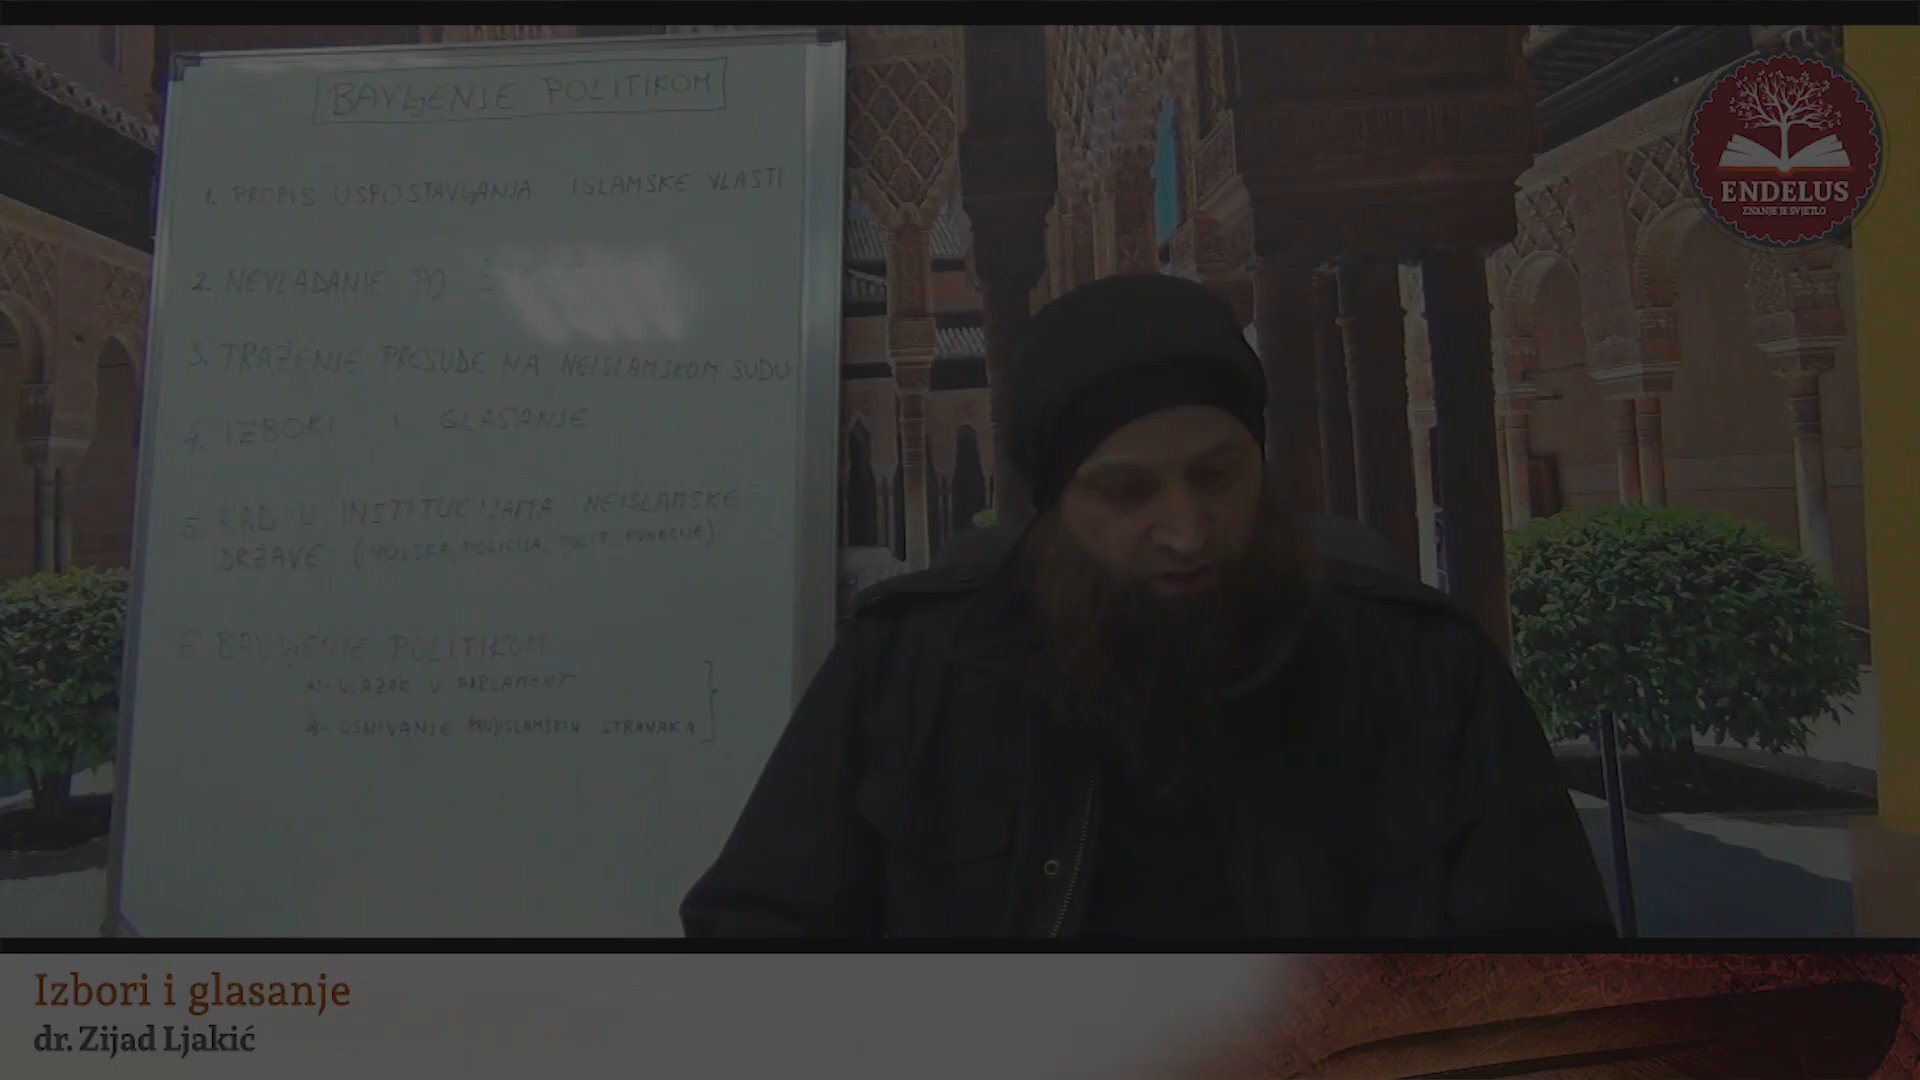 BAVLJENJE POLITIKOM
1. PROPIS USPOSTAVLJANJA ISLAMSKE VLASTI
2. NEVLADANJE PO Š
3. TRAŽENJE PRESUDE NA NEISLAMSKOM SUDU
4. IZBORI I GLASANJE
5. RAD U INSTITUCIJAMA NEISLAMSKE
DRŽAVE (VOJSKA, POLICIJA, POLIT FUNKCIJE)
6 BAVLJENJE POLITIKOM
- ULAZAK U PARLAMENT
- OSNIVANJE PROISLAMSKIH STRANAKA
ENDELUS
ZNANJE JE SVJETLO
Izbori i glasanje
dr. Zijad Ljakić